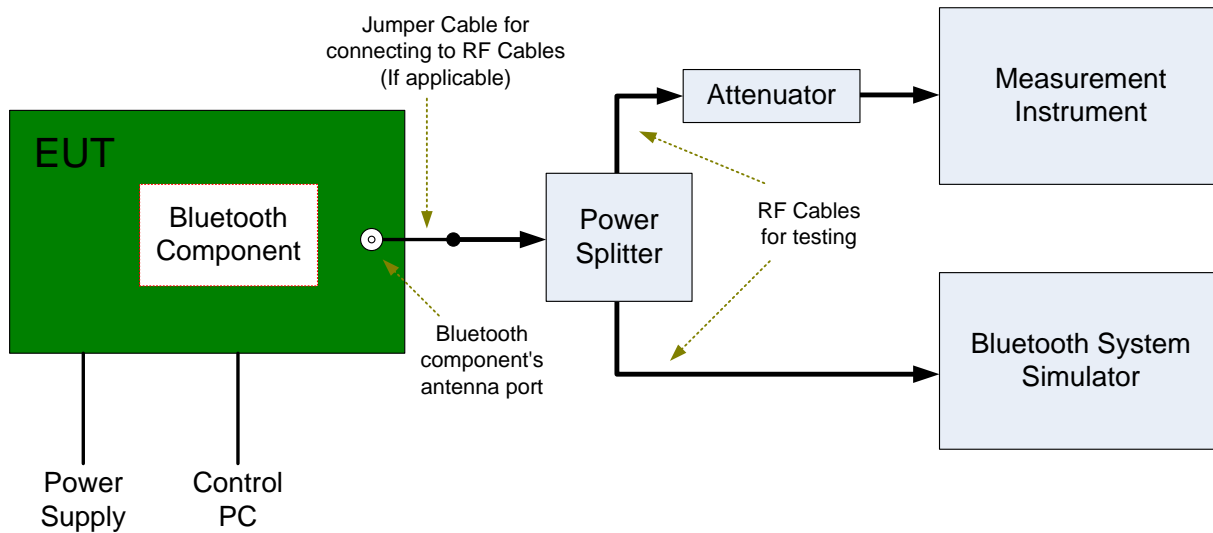 Jumper Cable for
connecting to RF Cables
(If applicable)
EUT
Bluetooth
Component
Bluetooth
component's
antenna port
Power
Supply
Control
PC
Power
Splitter
Attenuator
RF Cables
for testing
Measurement
Instrument
Bluetooth System
Simulator